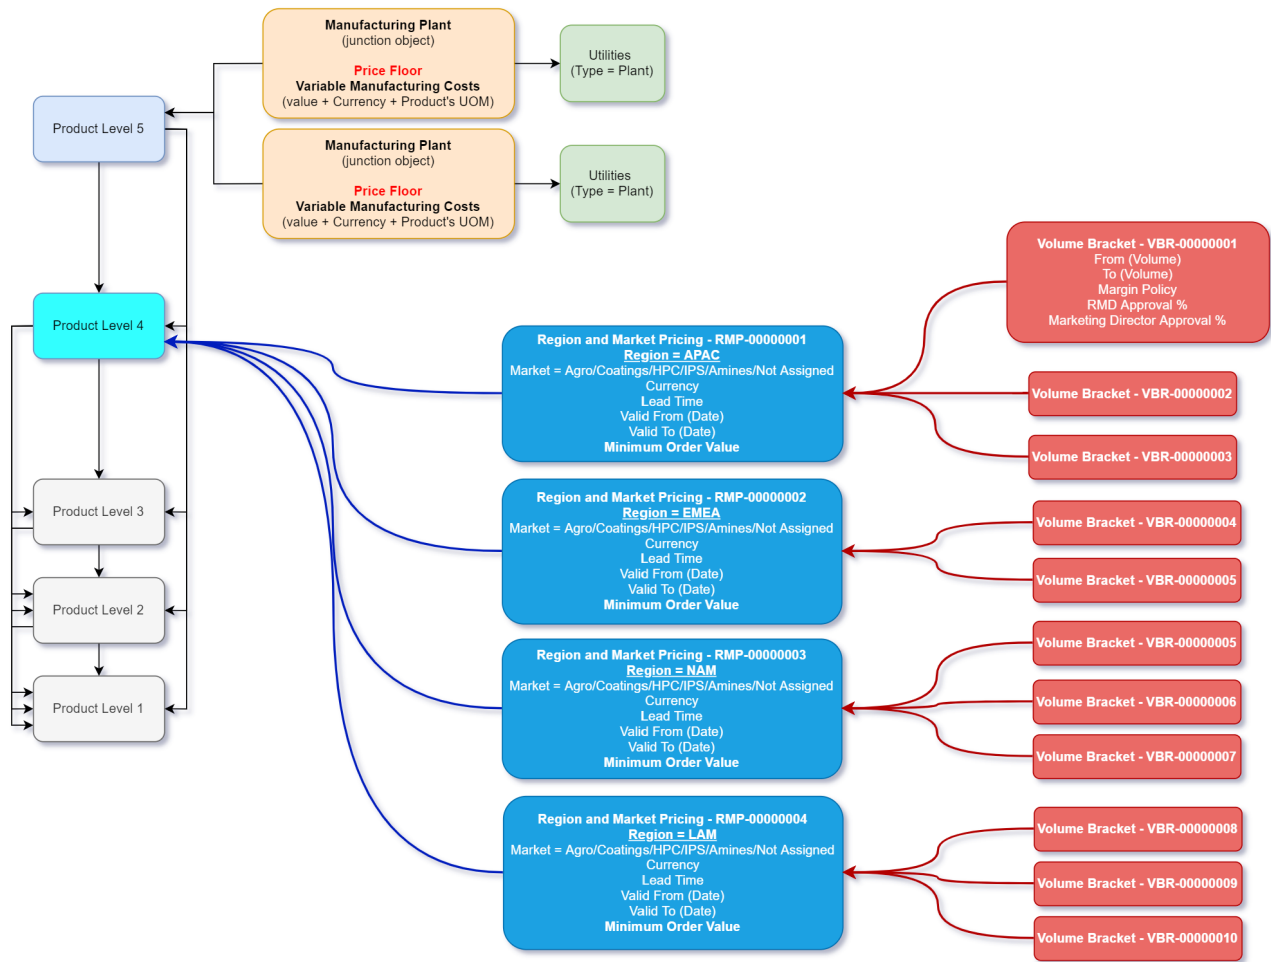 Manufacturing Plant
(junction object)
Price Floor
Variable Manufacturing Costs
(value + Currency + Product's UOM)
Utilities
(Type = Plant)
Product Level 5
Manufacturing Plant
(junction object)
Price Floor
Variable Manufacturing Costs
(value + Currency + Product's UOM)
Utilities
(Type = Plant)
Volume Bracket - VBR-00000001
From (Volume)
To (Volume)
Margin Policy
RMD Approval %
Marketing Director Approval %
Product Level 4
Region and Market Pricing - RMP-00000001
Region = APAC
Market = Agro/Coatings/HPC/IPS/Amines/Not Assigned
Currency
Lead Time
Valid From (Date)
Valid To (Date)
Minimum Order Value
Volume Bracket - VBR-00000002
Volume Bracket - VBR-00000003
Product Level 3
Region and Market Pricing - RMP-00000002
Region = EMEA
Market = Agro/Coatings/HPC/IPS/Amines/Not Assigned
Currency
Lead Time
Valid From (Date)
Valid To (Date)
Minimum Order Value
Volume Bracket - VBR-00000004
Volume Bracket - VBR-00000005
Product Level 2
Region and Market Pricing - RMP-00000003
Region = NAM
Market = Agro/Coatings/HPC/IPS/Amines/Not Assigned
Currency
Lead Time
Valid From (Date)
Valid To (Date)
Minimum Order Value
Volume Bracket - VBR-00000005
Volume Bracket - VBR-00000006
Volume Bracket - VBR-00000007
Product Level 1
Region and Market Pricing - RMP-00000004
Region = LAM
Market = Agro/Coatings/HPC/IPS/Amines/Not Assigned
Currency
Lead Time
Valid From (Date)
Valid To (Date)
Minimum Order Value
Volume Bracket - VBR-00000008
Volume Bracket - VBR-00000009
Volume Bracket - VBR-00000010